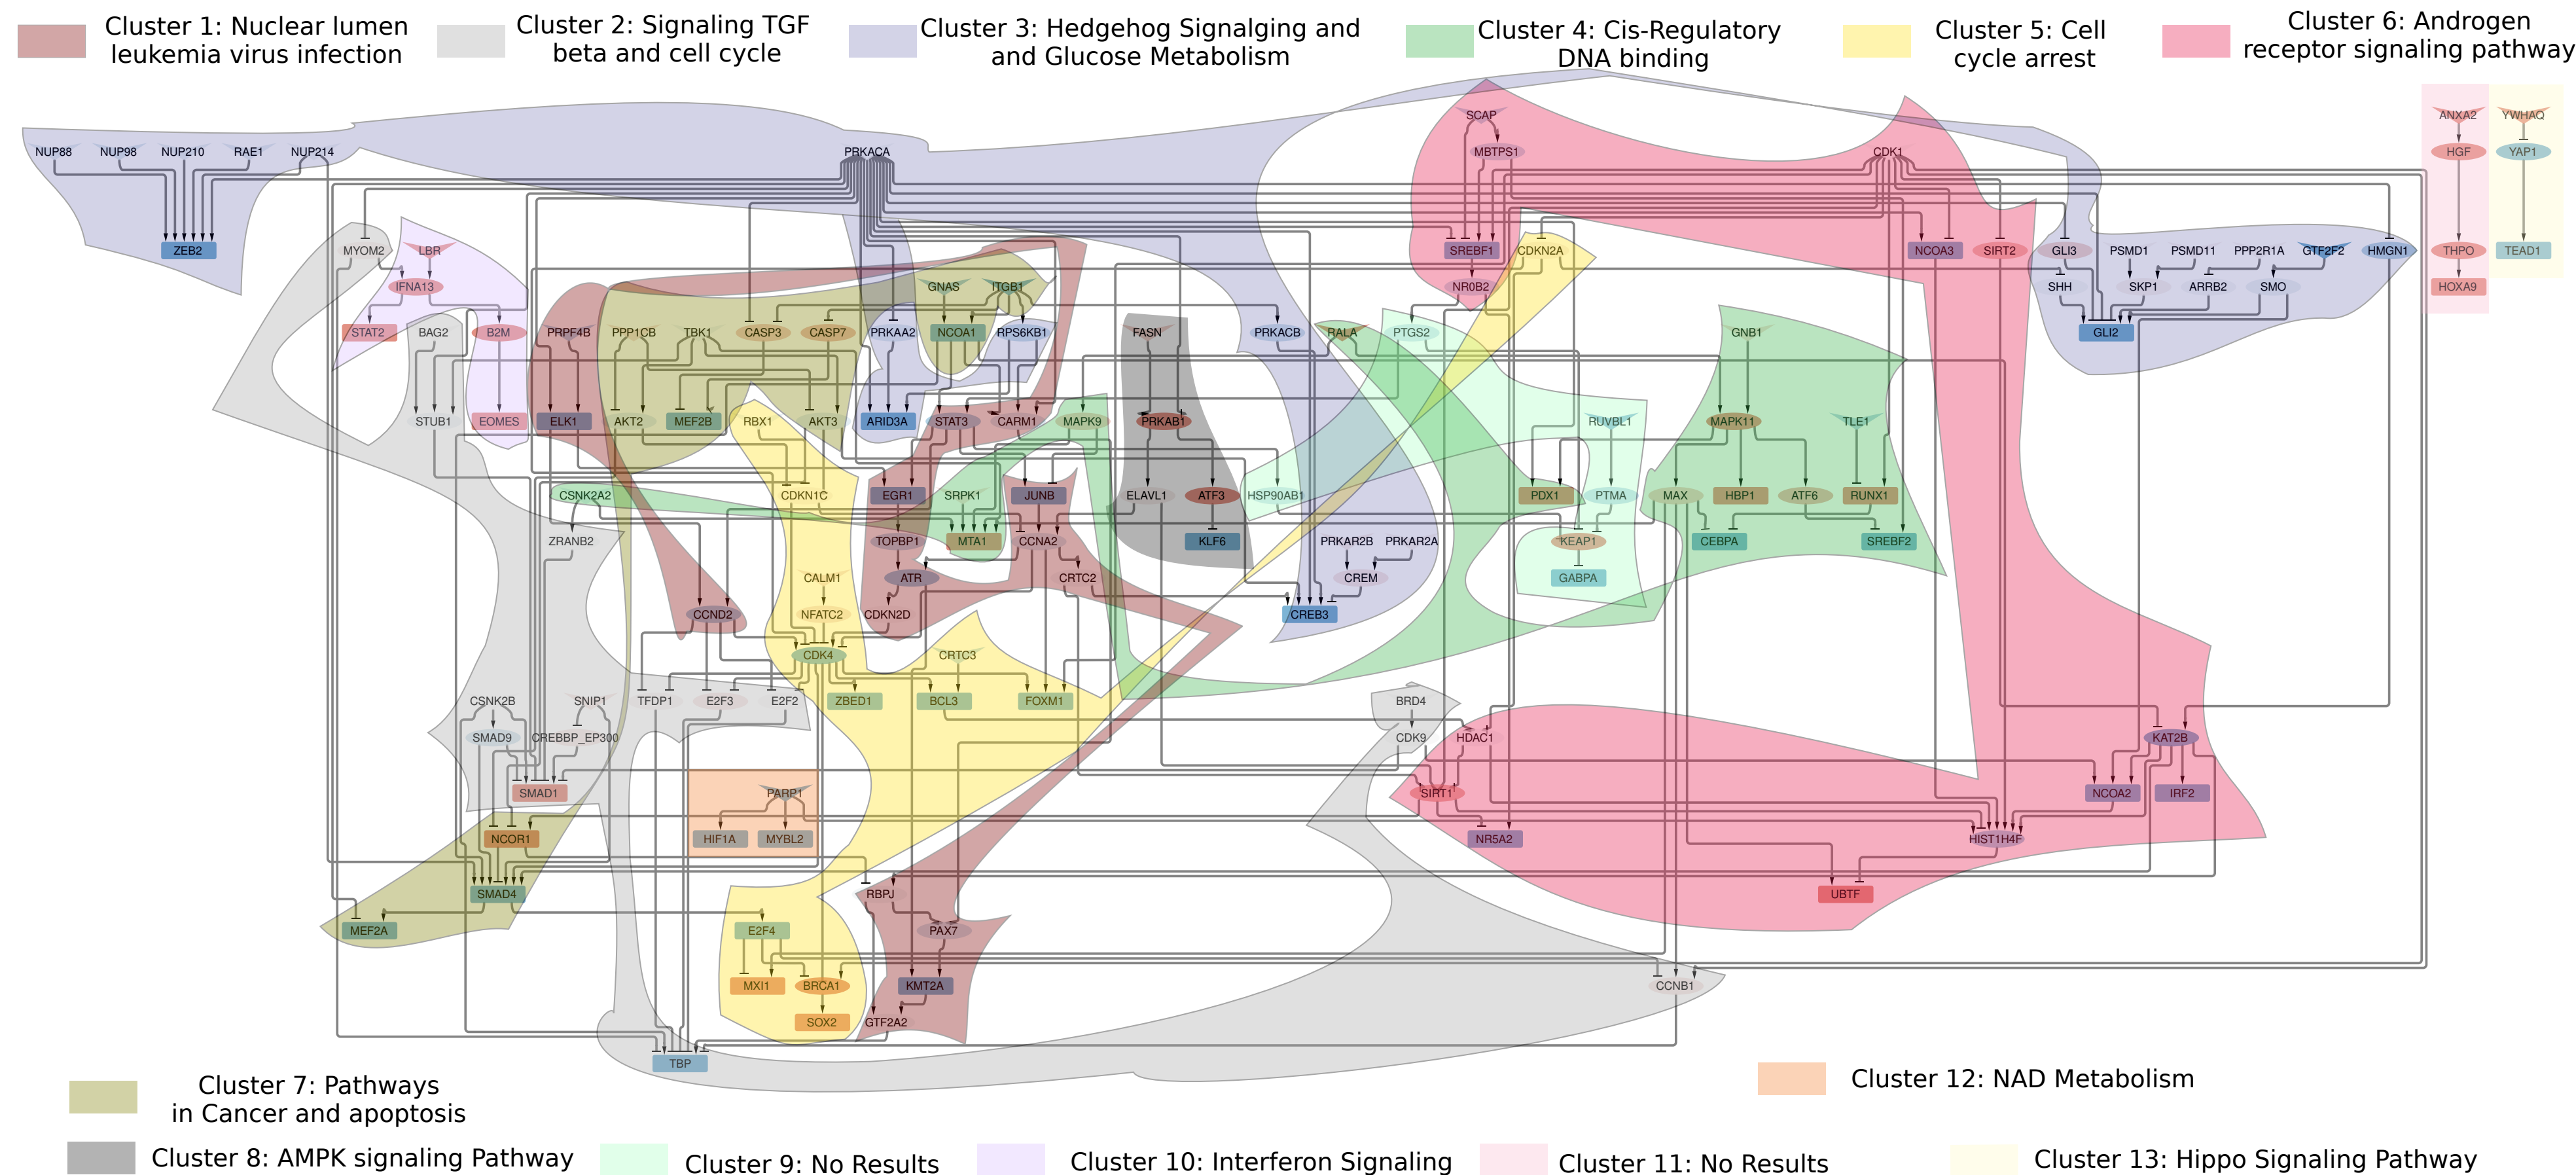 Cluster 1: Nuclear lumen
leukemia virus infection
Cluster 2: Signaling TGF
beta and cell cycle
Cluster 3: Hedgehog Signalging and
and Glucose Metabolism
Cluster 4: Cis-Regulatory
DNA binding
Cluster 5: Cell
cycle arrest
Cluster 6: Androgen
receptor signaling pathway
SCAP
ANXA2
YWHAQ
NUP88
NUP98
NUP210
RAE1
NUP214
PRKACA
MBTPS1
CDK1
HGF
YAP1
ZEB2
MYOM2
LBR
SREBF1
CDKN2A
NCOA3
SIRT2
GLI3
PSMD1
PSMD11
PPP2R1A
GTF2F2
HMGN1
THPO
TEAD1
IFNA13
GNAS
ITGB1
NR0B2
SHH
SKP1
ARRB2
SMO
HOXA9
STAT2
BAG2
B2M
PRPF4B
PPP1CB
TBK1
CASP3
CASP7
PRKAA2
NCOA1
RPS6KB1
FASN
PRKACB
RALA
PTGS2
GNB1
GLI2
STUB1
EOMES
ELK1
AKT2
MEF2B
RBX1
AKT3
ARID3A
STAT3
CARM1
MAPK9
PRKAB1
RUVBL1
MAPK11
TLE1
CSNK2A2
CDKN1C
EGR1
SRPK1
JUNB
ELAVL1
ATF3
HSP90AB1
PDX1
PTMA
MAX
HBP1
ATF6
RUNX1
ZRANB2
TOPBP1
MTA1
CCNA2
KLF6
PRKAR2B
PRKAR2A
KEAP1
CEBPA
SREBF2
CALM1
ATR
CRTC2
CREM
GABPA
CCND2
NFATC2
CDKN2D
CREB3
CDK4
CRTC3
CSNK2B
SNIP1
TFDP1
E2F3
E2F2
ZBED1
BCL3
FOXM1
BRD4
SMAD9
CREBBP_EP300
CDK9
HDAC1
KAT2B
SMAD1
PARP1
SIRT1
NCOA2
IRF2
NCOR1
HIF1A
MYBL2
NR5A2
HIST1H4F
SMAD4
RBPJ
UBTF
MEF2A
E2F4
PAX7
MXI1
BRCA1
KMT2A
CCNB1
SOX2
GTF2A2
TBP
Cluster 7: Pathways
in Cancer and apoptosis
Cluster 12: NAD Metabolism
Cluster 8: AMPK signaling Pathway
Cluster 9: No Results
Cluster 10: Interferon Signaling
Cluster 11: No Results
Cluster 13: Hippo Signaling Pathway